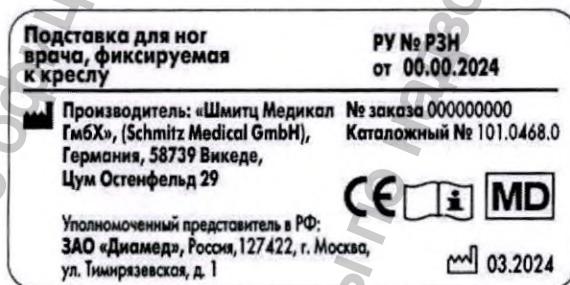 Подставка для ног
врача, фиксируемая
к креслу
РУ № РЗН
от 00.00.2024
Производитель: «Шмитц Медикал
ГмбХ», (Schmitz Medical GmbH),
Германия, 58739 Викеде,
Цум Остенфельд 29
№ заказа 000000000
Каталожный № 101.0468.0
CE
i
MD
Уполномоченный представитель в РФ:
ЗАО «Диамед», Россия, 127422, г. Москва,
ул. Тимирязевская, д. 1
03.2024